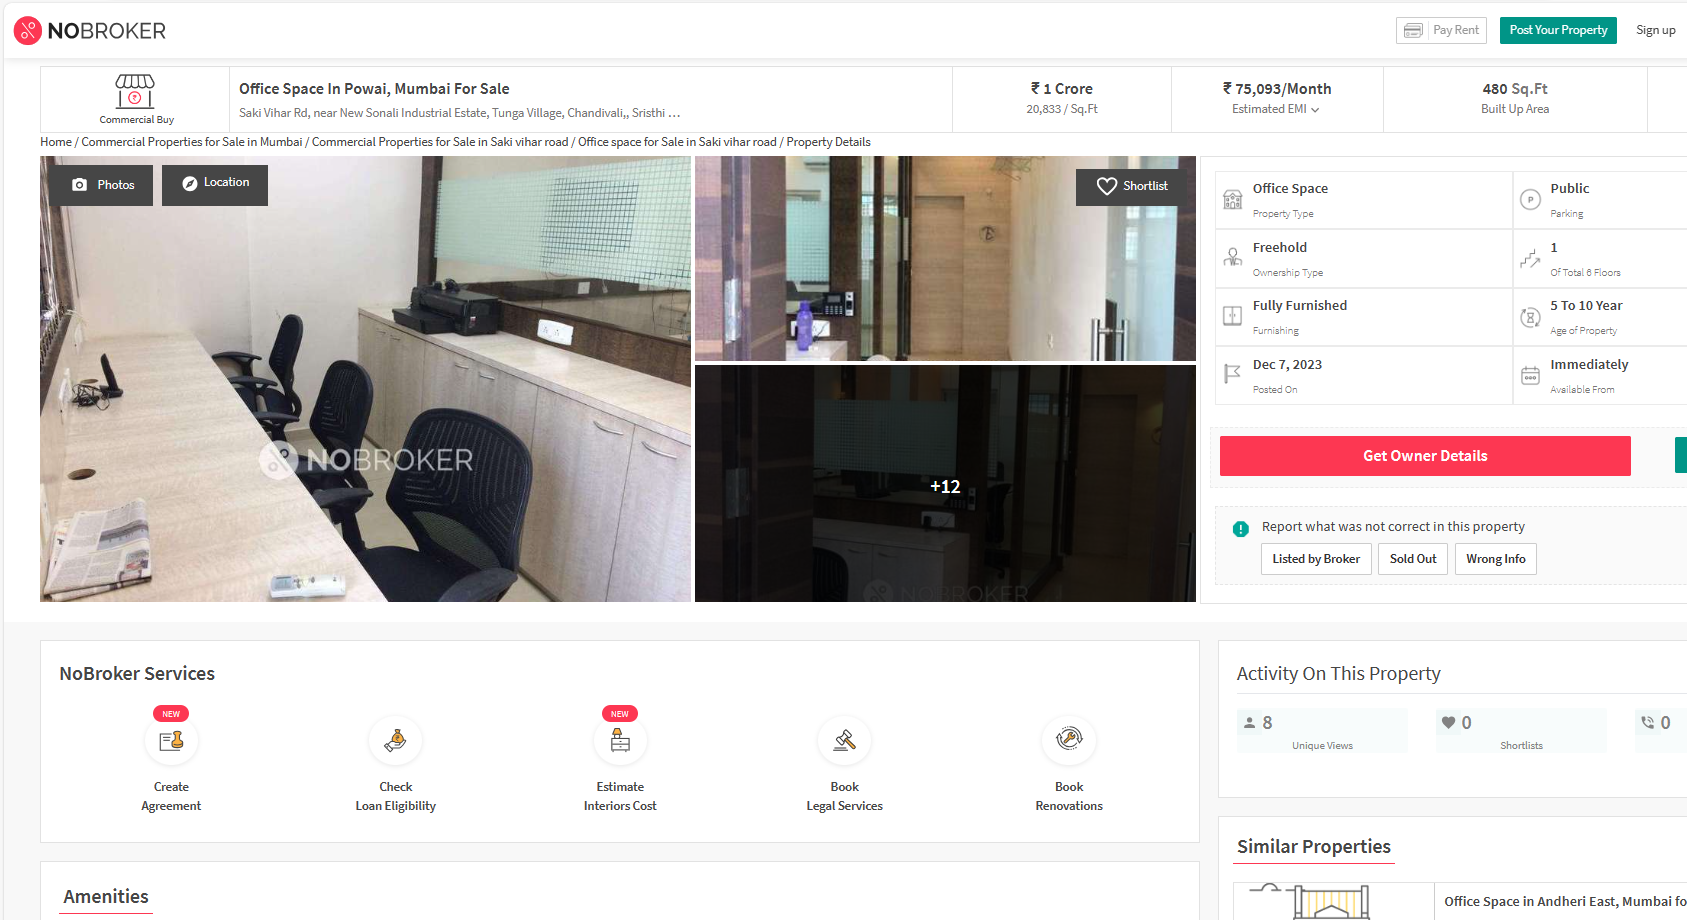 NOBROKER
Pay Rent
Post Your Property
Sign up
Commercial Buy
Office Space In Powai, Mumbai For Sale
Saki Vihar Rd, near New Sonali Industrial Estate, Tunga Village, Chandivali,, Sristhi ...
₹ 1 Crore
20,833 / Sq.Ft
₹ 75,093/Month
Estimated EMI
480 Sq.Ft
Built Up Area
Home / Commercial Properties for Sale in Mumbai / Commercial Properties for Sale in Saki vihar road / Office space for Sale in Saki vihar road / Property Details
Photos
Location
Shortlist
NOBROKER
+12
NOBROKER
Office Space
Property Type
P
Public
Parking
Freehold
Ownership Type
1
Of Total 6 Floors
Fully Furnished
Furnishing
5 To 10 Year
Age of Property
Dec 7, 2023
Posted On
Immediately
Available From
Get Owner Details
Report what was not correct in this property
Listed by Broker
Sold Out
Wrong Info
NoBroker Services
NEW
Create
Agreement
Check
Loan Eligibility
NEW
Estimate
Interiors Cost
Book
Legal Services
Book
Renovations
Activity On This Property
8
Unique Views
0
Shortlists
0
Amenities
Similar Properties
Office Space in Andheri East, Mumbai fo